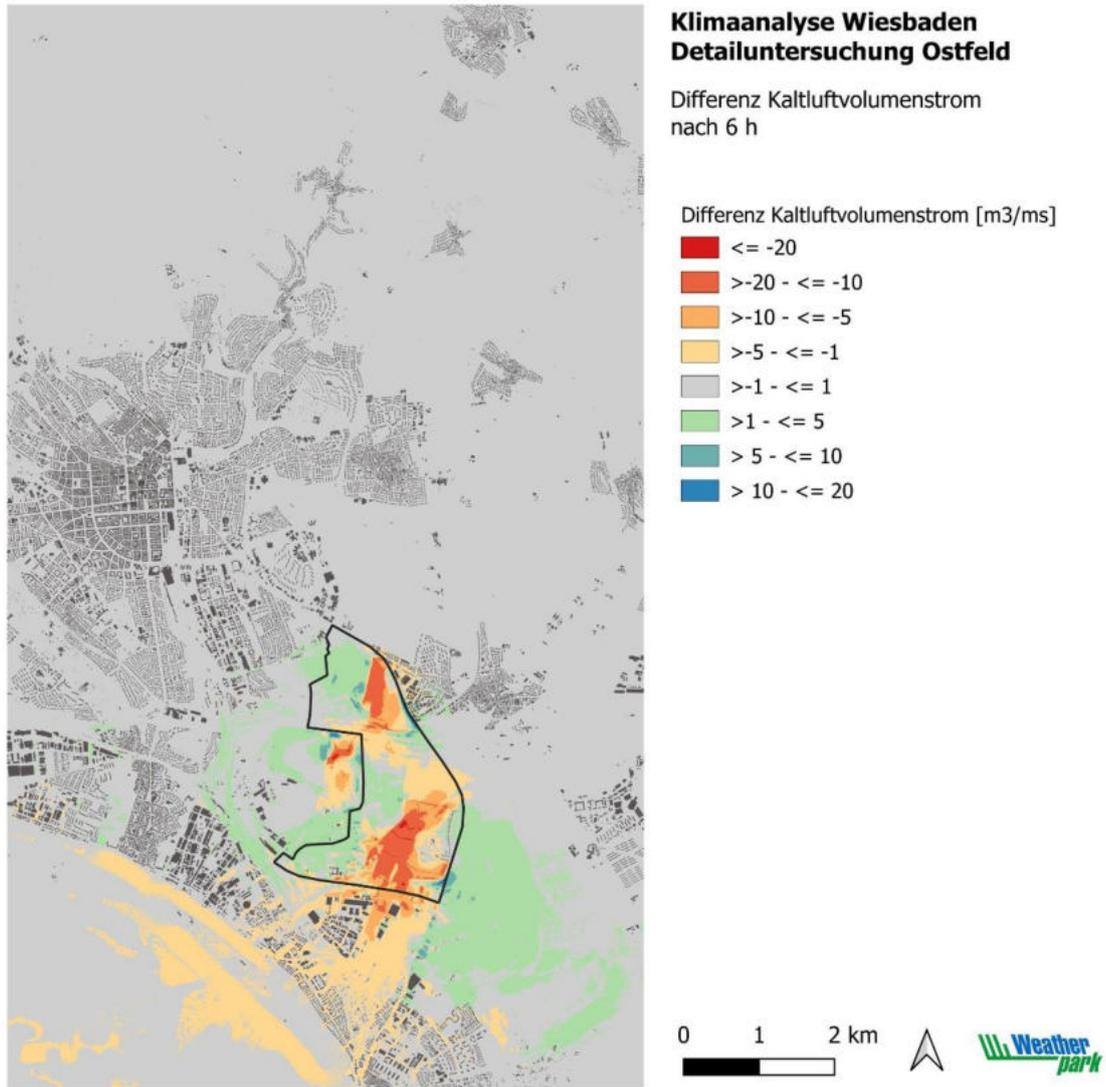 Klimaanalyse Wiesbaden
Detailuntersuchung Ostfeld
Differenz Kaltluftvolumenstrom
nach 6 h
Differenz Kaltluftvolumenstrom [m3/ms]
<= -20
>-20 - <= -10
>-10 - <= -5
>-5 - <= -1
>-1 - <= 1
>1 - <= 5
> 5 - <= 10
> 10 - <= 20
0 1 2 km
Weather
park